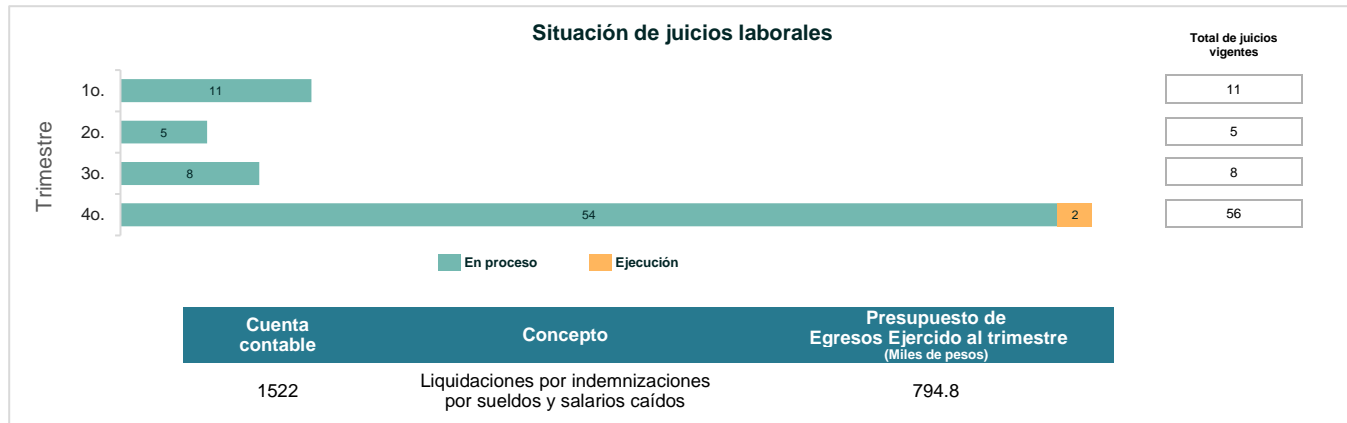 Situación de juicios laborales
Total de juicios
vigentes
Trimestre
1o.
11
11
2o.
5
5
3o.
8
8
4o.
54
2
56
En proceso
Ejecución
Cuenta
contable
Concepto
Presupuesto de
Egresos Ejercido al trimestre
(Miles de pesos)
1522
Liquidaciones por indemnizaciones
por sueldos y salarios caídos
794.8